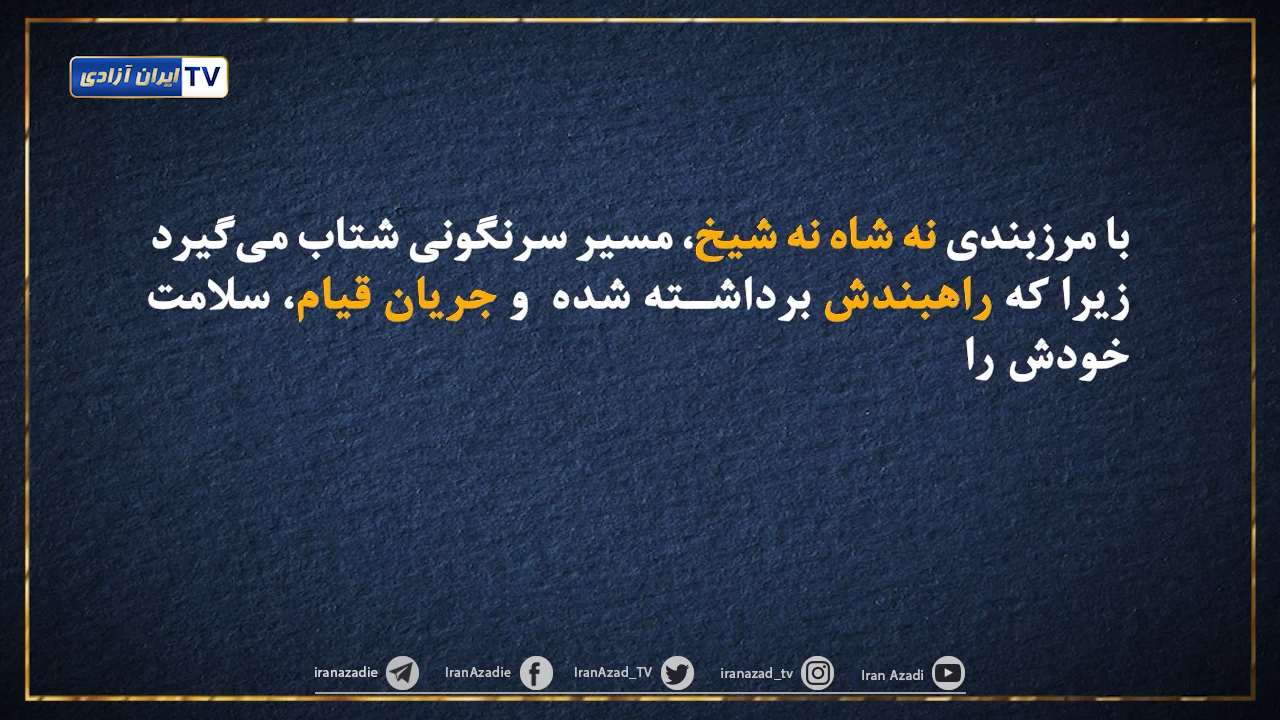 ایران آزادی TV
با مرزبندی نه شاه نه شیخ، مسیر سرنگونی شتاب می‌گیرد
زیرا که راهبندش برداشــته شده و جریان قیام، سلامت
خودش را
iranazadie IranAzadie IranAzad_TV iranazad_tv Iran Azadi